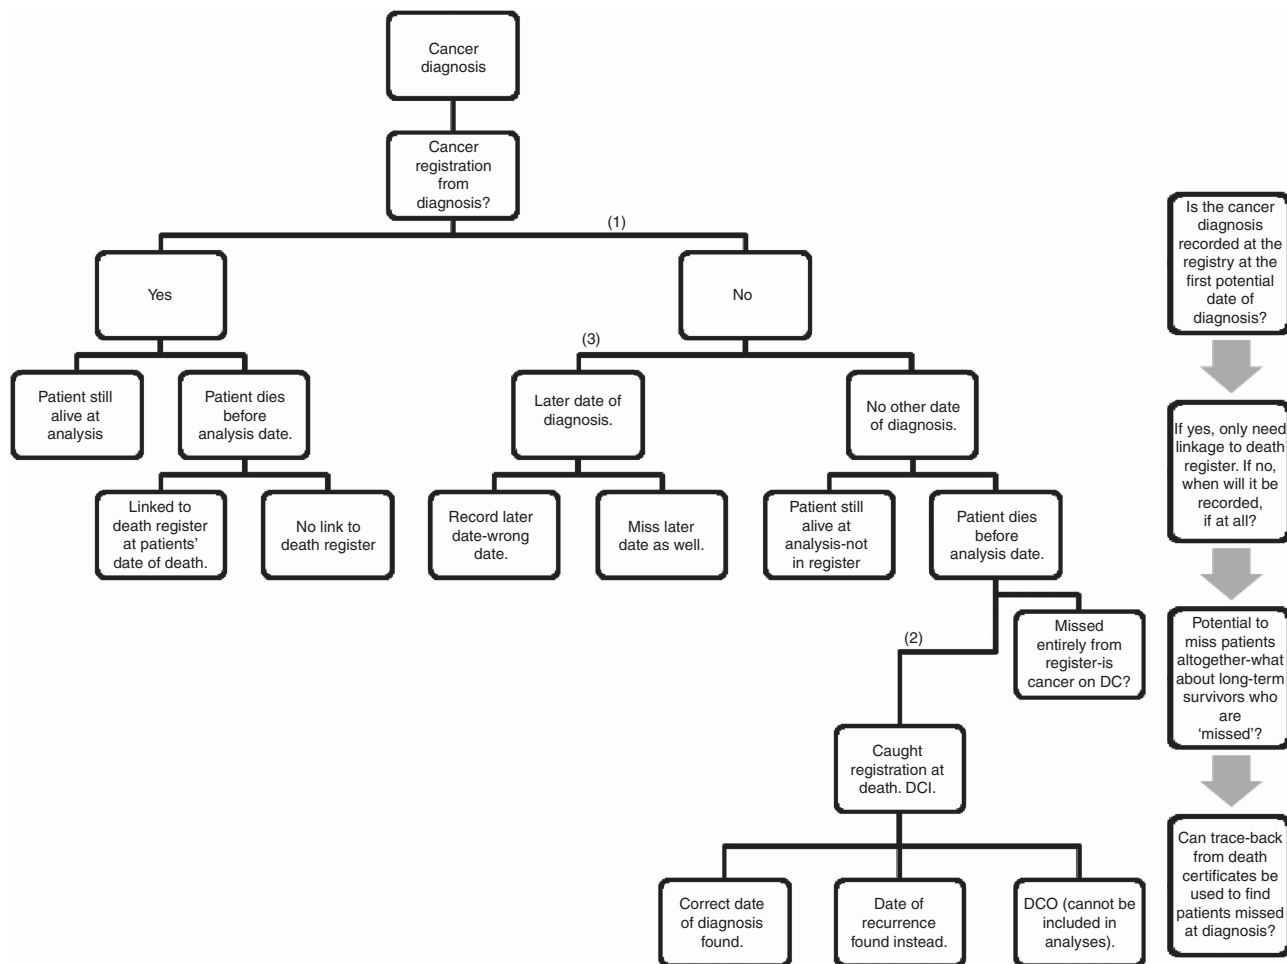 Cancer
diagnosis
Cancer
registration
from
diagnosis?
(1)
Yes
No
(3)
Patient still
alive at
analysis
Patient dies
before
analysis date.
Later date of
diagnosis.
No other date
of diagnosis.
Linked to
death register
at patients'
date of death.
No link to
death register
Record later
date-wrong
date.
Miss later
date as well.
Patient still
alive at
analysis-not
in register
Patient dies
before
analysis date.
(2)
Missed
entirely from
register-is
cancer on DC?
Caught
registration at
death. DCI.
Correct date
of diagnosis
found.
Date of
recurrence
found instead.
DCO (cannot be
included in
analyses).
Is the cancer
diagnosis
recorded at the
registry at the
first potential
date of
diagnosis?
If yes, only need
linkage to death
register. If no,
when will it be
recorded,
if at all?
Potential to
miss patients
altogether-what
about long-term
survivors who
are
‘missed’?
Can trace-back
from death
certificates be
used to find
patients missed
at diagnosis?